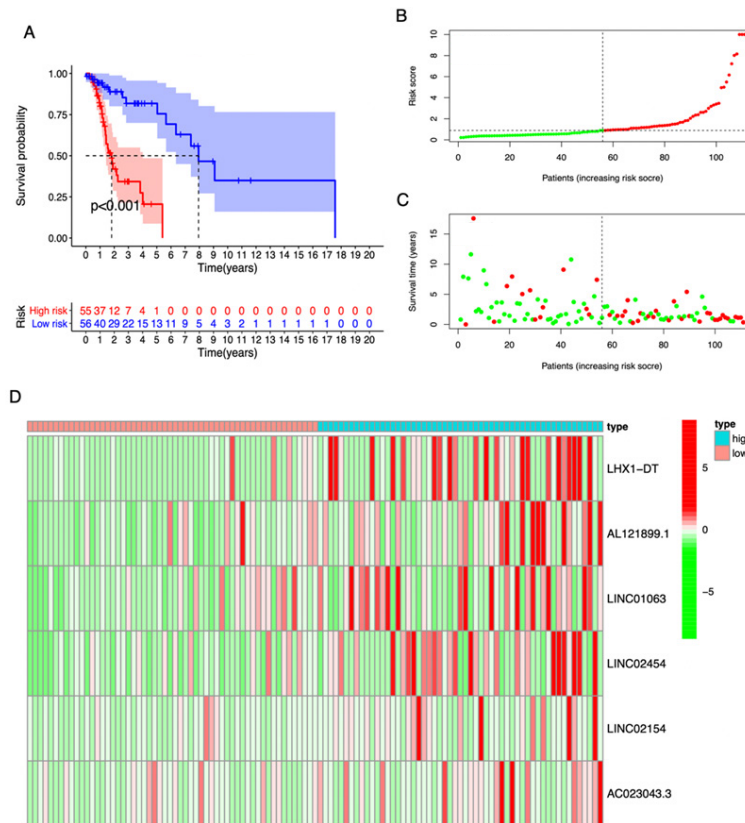 A
Survival probability
1.00
0.75
0.50
0.25
0.00
p<0.001
0 1 2 3 4 5 6 7 8 9 10 11 12 13 14 15 16 17 18 19 20
Time(years)
Risk
High risk 55 37 12 7 4 1 0 0 0 0 0 0 0 0 0 0 0 0 0 0 0
Low risk 56 40 29 22 15 13 11 9 5 4 3 2 1 1 1 1 1 1 0 0 0
0 1 2 3 4 5 6 7 8 9 10 11 12 13 14 15 16 17 18 19 20
Time(years)
B
Risk score
10
8
6
4
2
0
0 20 40 60 80 100
Patients (increasing risk socre)
C
Survival time (years)
15
10
5
0
0 20 40 60 80 100
Patients (increasing risk socre)
D
type
LHX1-DT
AL121899.1
LINC01063
LINC02454
LINC02154
AC023043.3
5
0
-5
type
high
low